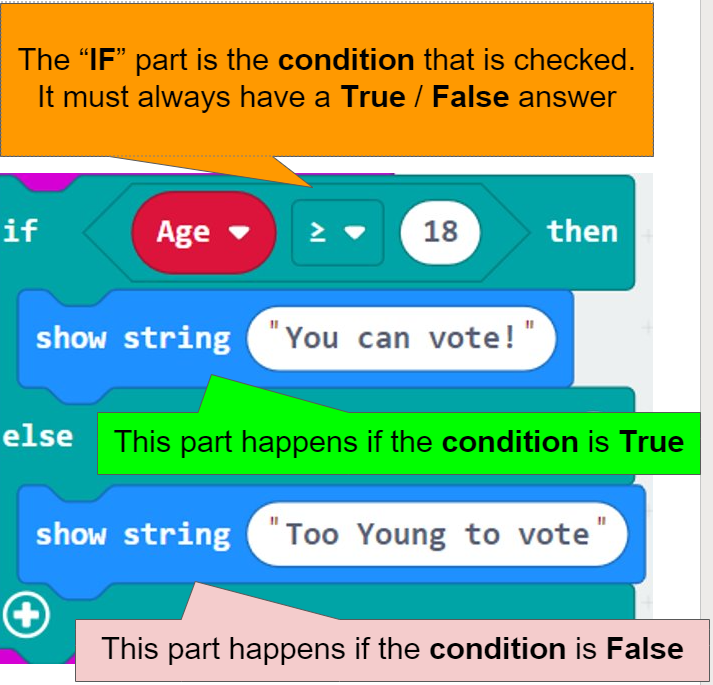 The “IF” part is the condition that is checked.
It must always have a True / False answer
if Age ≥ 18 then
show string "You can vote!"
else
This part happens if the condition is True
show string "Too Young to vote"
This part happens if the condition is False